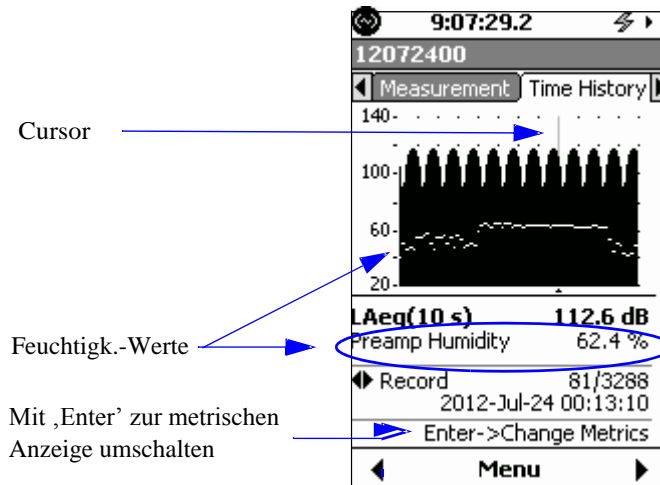 9:07:29.2
12072400
Measurement Time History
140
Cursor
100
60
20
LAeq(10 s) 112.6 dB
Preamp Humidity 62.4 %
Feuchtigk.-Werte
Record 81/3288
2012-Jul-24 00:13:10
Mit ‚Enter’ zur metrischen
Anzeige umschalten
Enter->Change Metrics
Menu